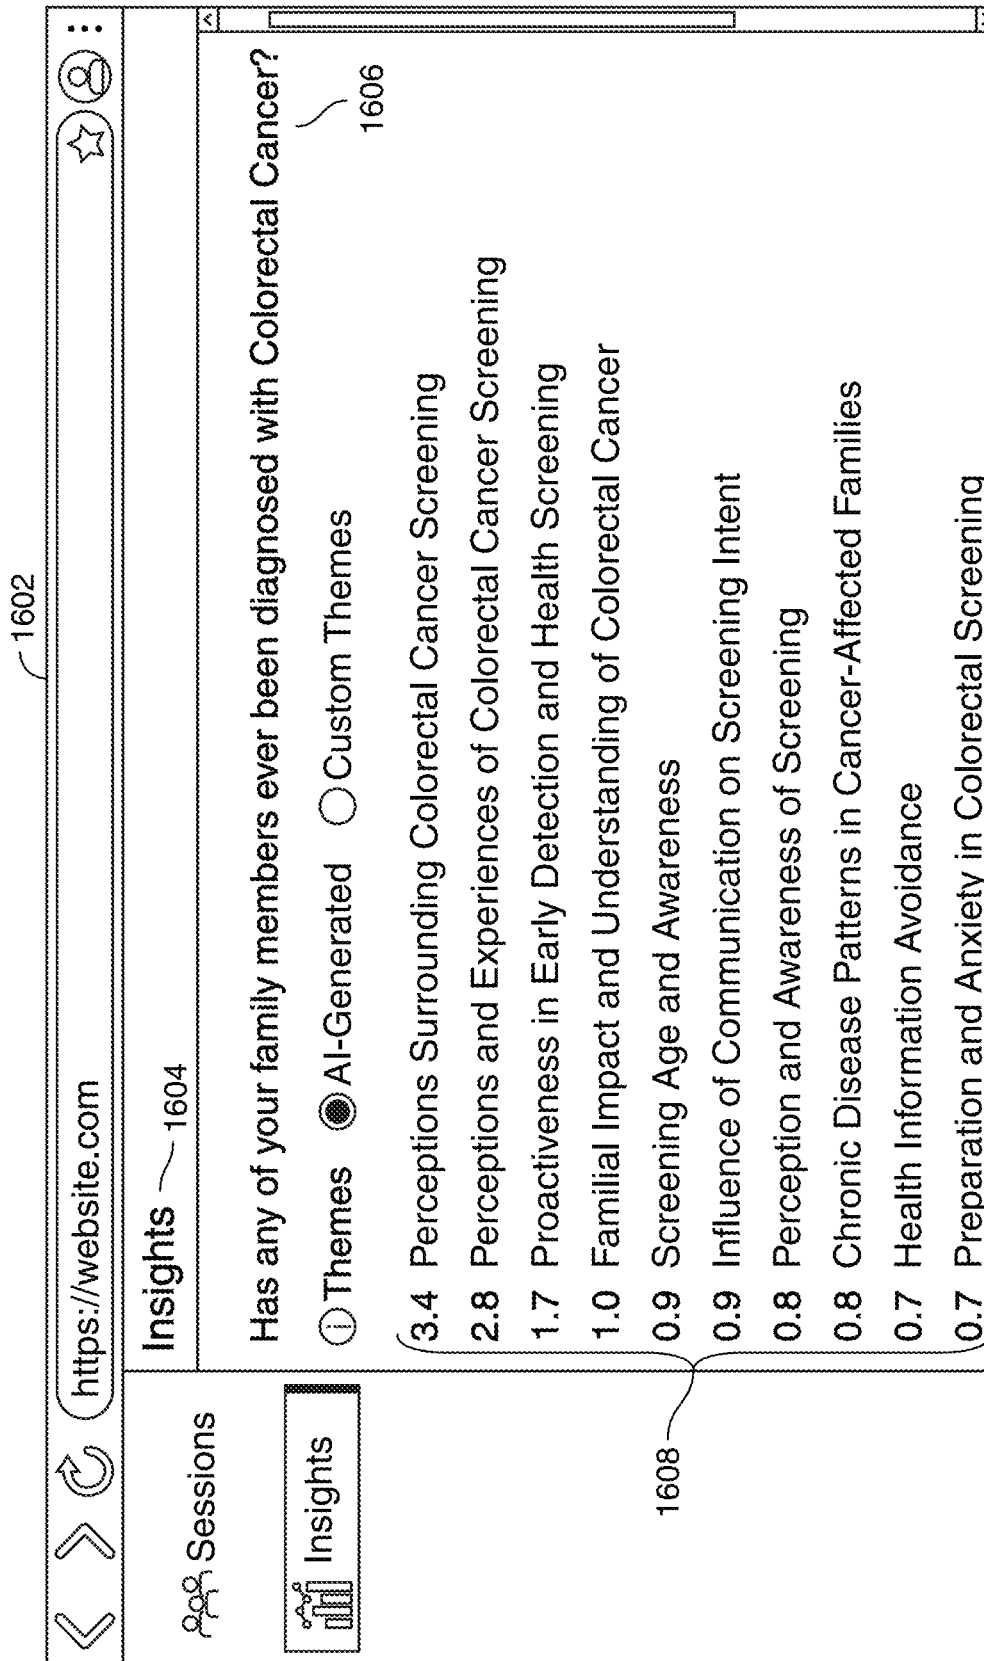 1602
https://website.com
Sessions
Insights
Insights 1604
Has any of your family members ever been diagnosed with Colorectal Cancer?
1606
Themes AI-Generated Custom Themes
3.4 Perceptions Surrounding Colorectal Cancer Screening
2.8 Perceptions and Experiences of Colorectal Cancer Screening
1.7 Proactiveness in Early Detection and Health Screening
1.0 Familial Impact and Understanding of Colorectal Cancer
0.9 Screening Age and Awareness
0.9 Influence of Communication on Screening Intent
0.8 Perception and Awareness of Screening
0.8 Chronic Disease Patterns in Cancer-Affected Families
0.7 Health Information Avoidance
0.7 Preparation and Anxiety in Colorectal Screening
1608